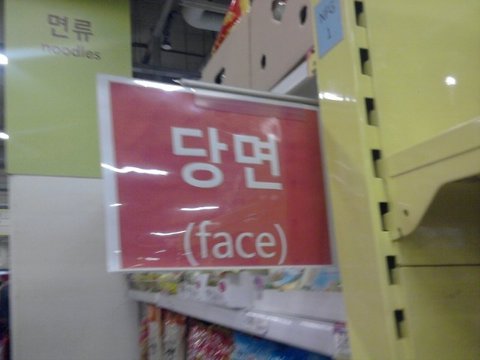 면류
noodles
당면
(face)